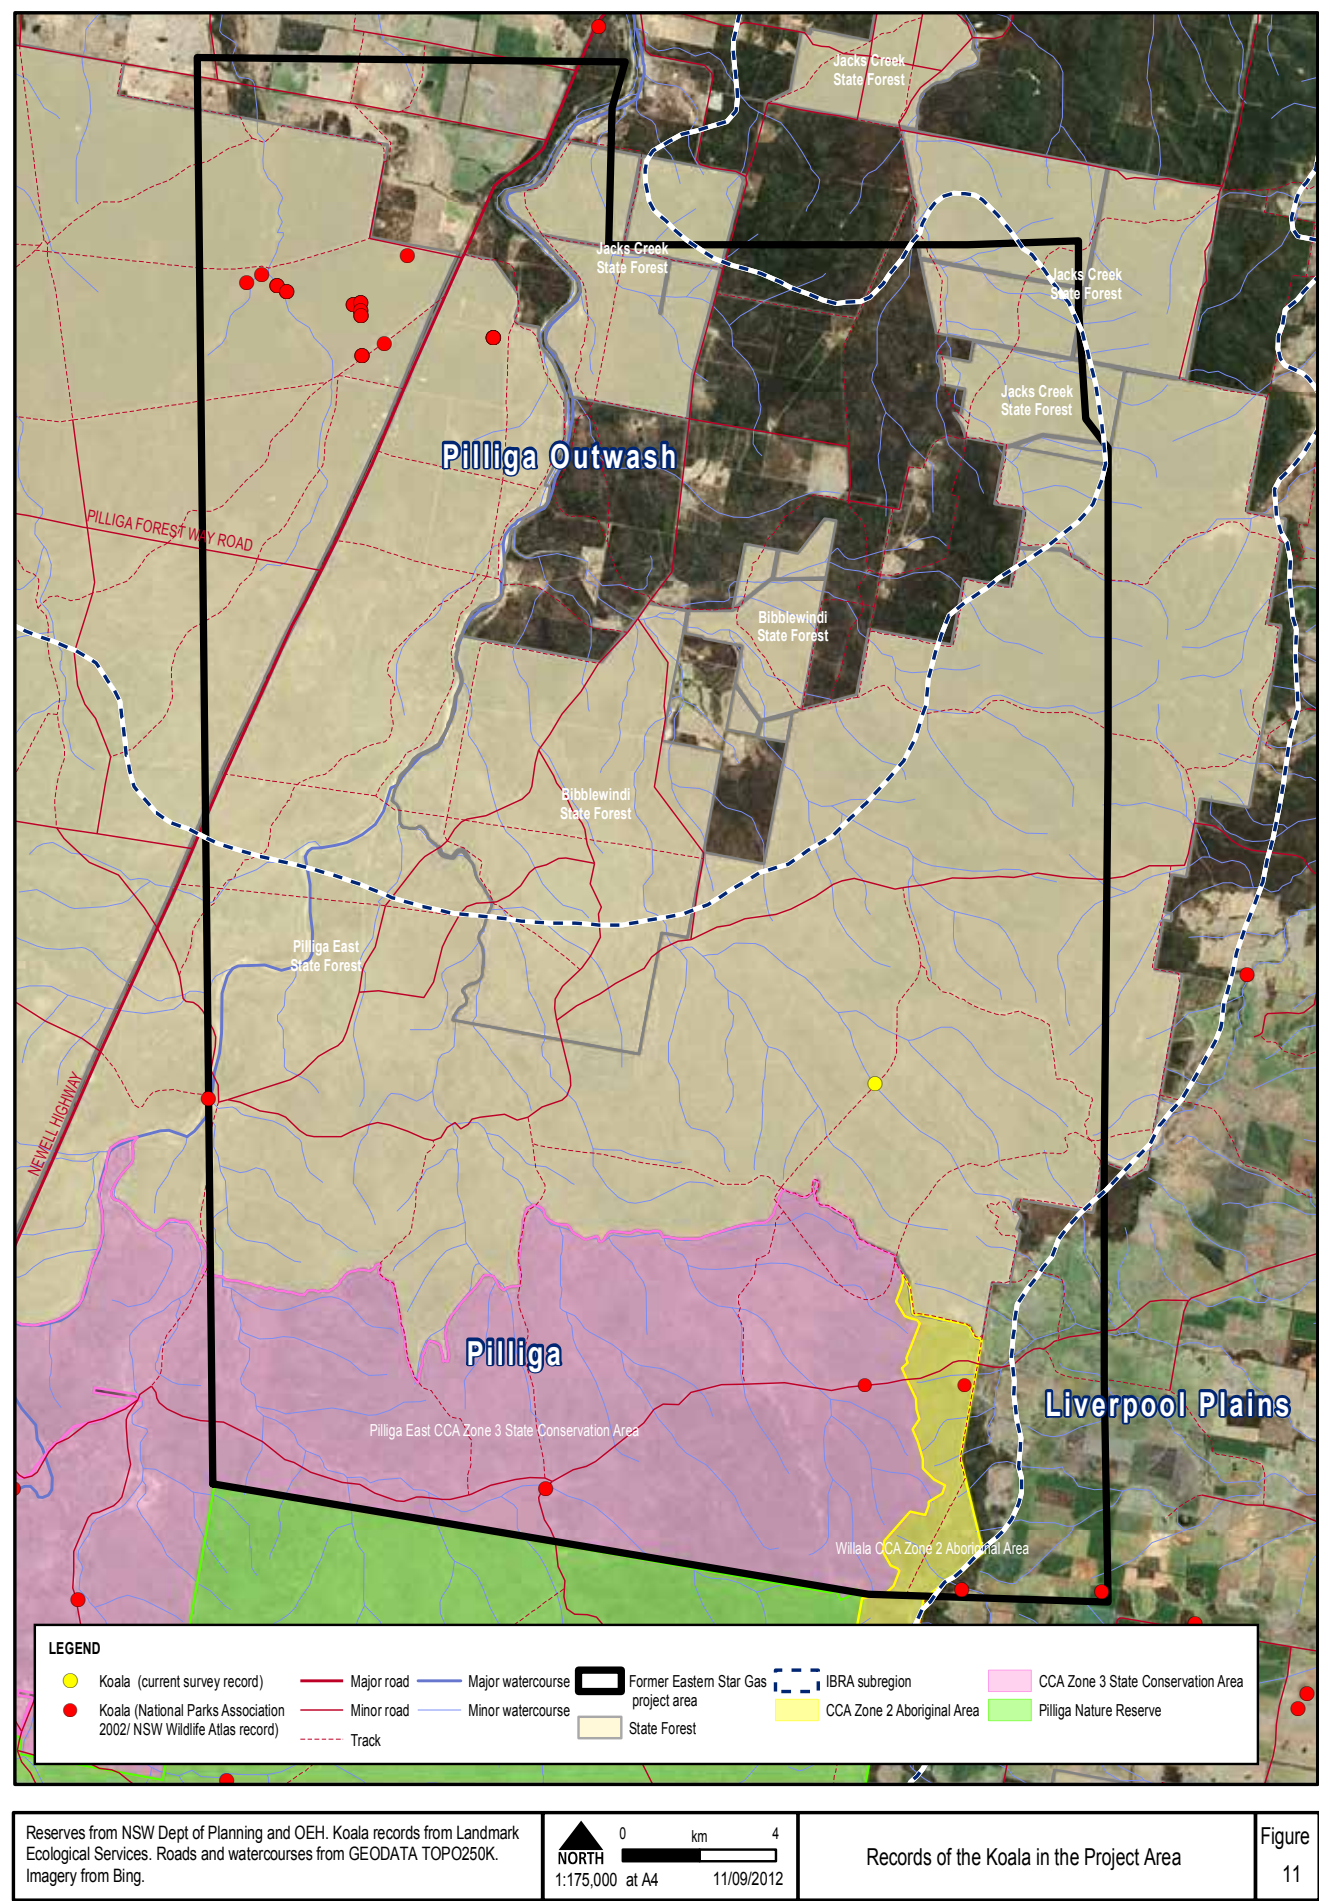 Jacks Creek
State Forest
Jacks Creek
State Forest
Jacks Creek
State Forest
Jacks Creek
State Forest
Pilliga Outwash
PILLIGA FOREST WAY ROAD
Bibblewindi
State Forest
Bibblewindi
State Forest
Pilliga East
State Forest
NEWELL HIGHWAY
Pilliga
Liverpool Plains
Pilliga East CCA Zone 3 State Conservation Area
Willala CCA Zone 2 Aboriginal Area
LEGEND
Koala (current survey record)
Koala (National Parks Association
2002/ NSW Wildlife Atlas record)
Major road
Minor road
Track
Major watercourse
Minor watercourse
Former Eastern Star Gas
project area
State Forest
IBRA subregion
CCA Zone 2 Aboriginal Area
CCA Zone 3 State Conservation Area
Pilliga Nature Reserve
Reserves from NSW Dept of Planning and OEH. Koala records from Landmark
Ecological Services. Roads and watercourses from GEODATA TOPO250K.
Imagery from Bing.
NORTH
0 km 4
1:175,000 at A4 11/09/2012
Records of the Koala in the Project Area
Figure
11